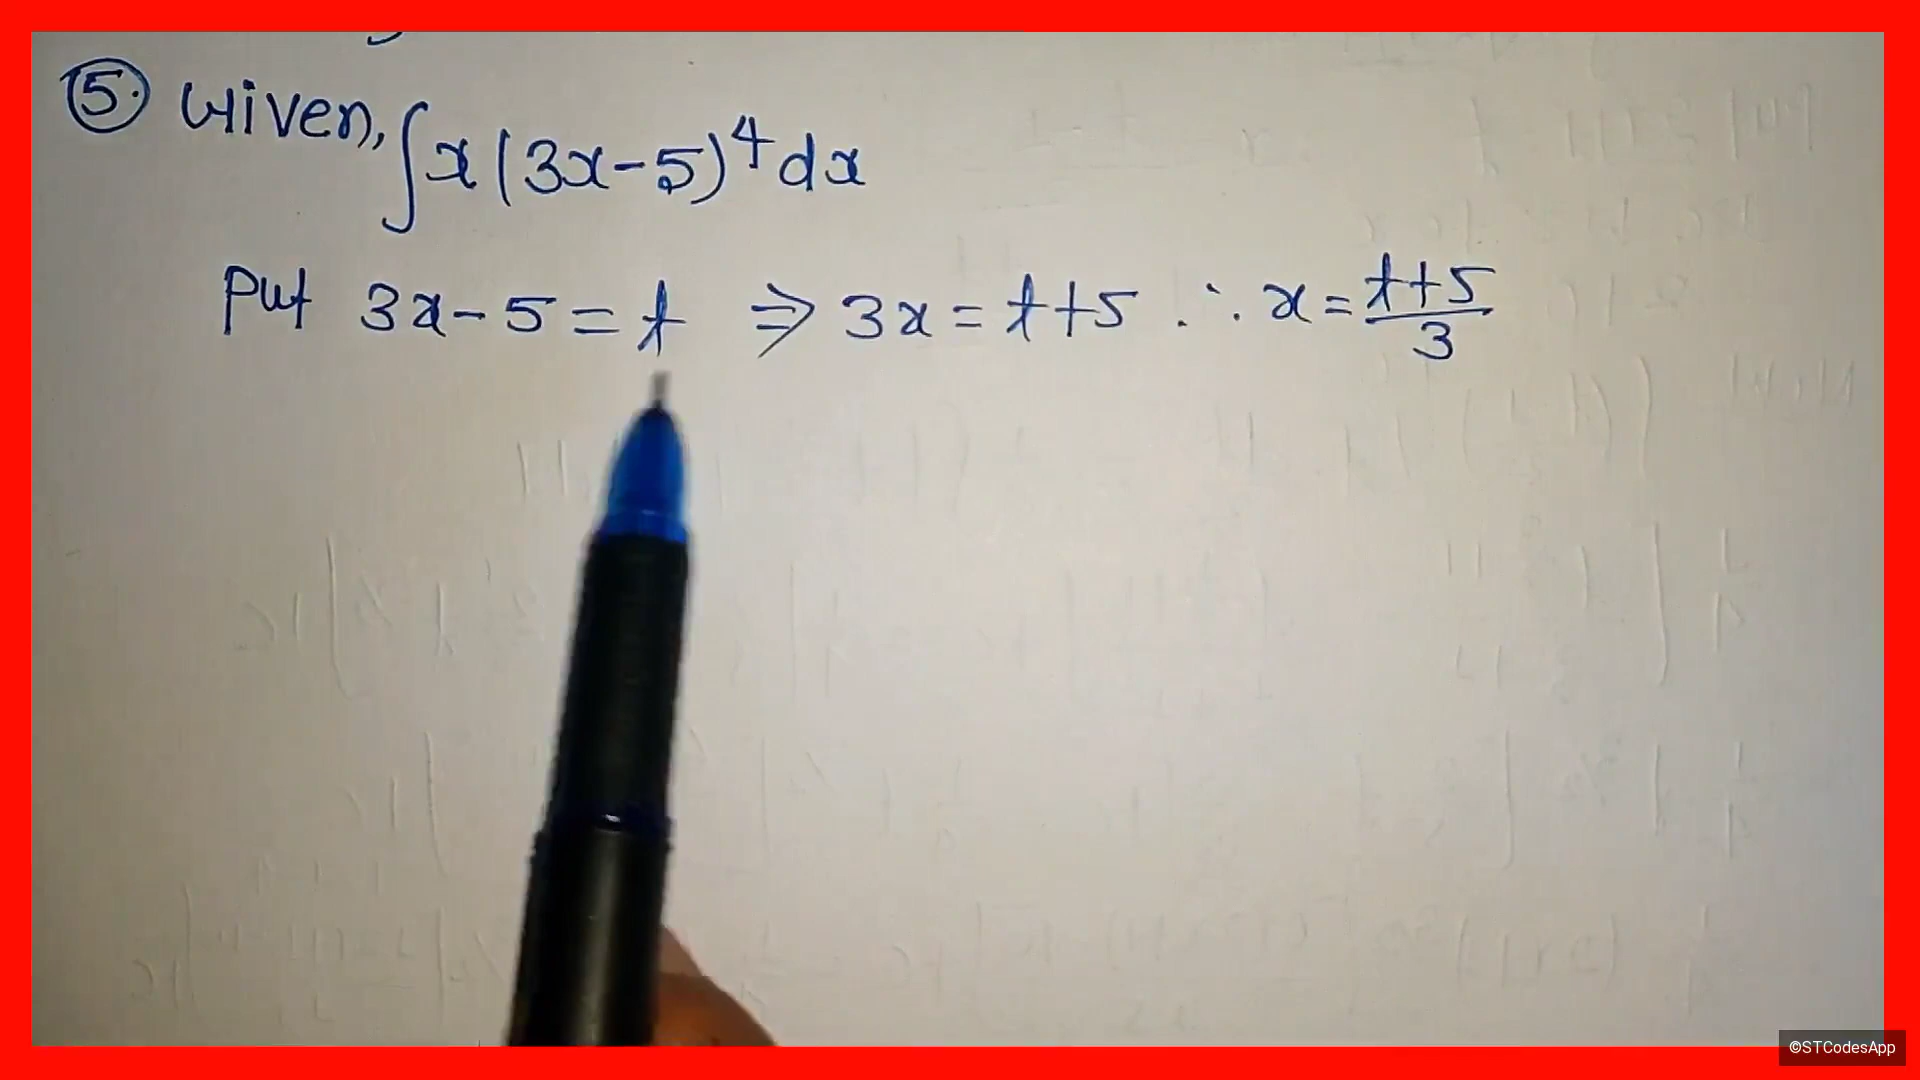 5. Given, ∫x(3x-5)⁴dx
Put 3x-5=t ⇒ 3x=t+5 ∴ x=(t+5)/3
©STCodesApp